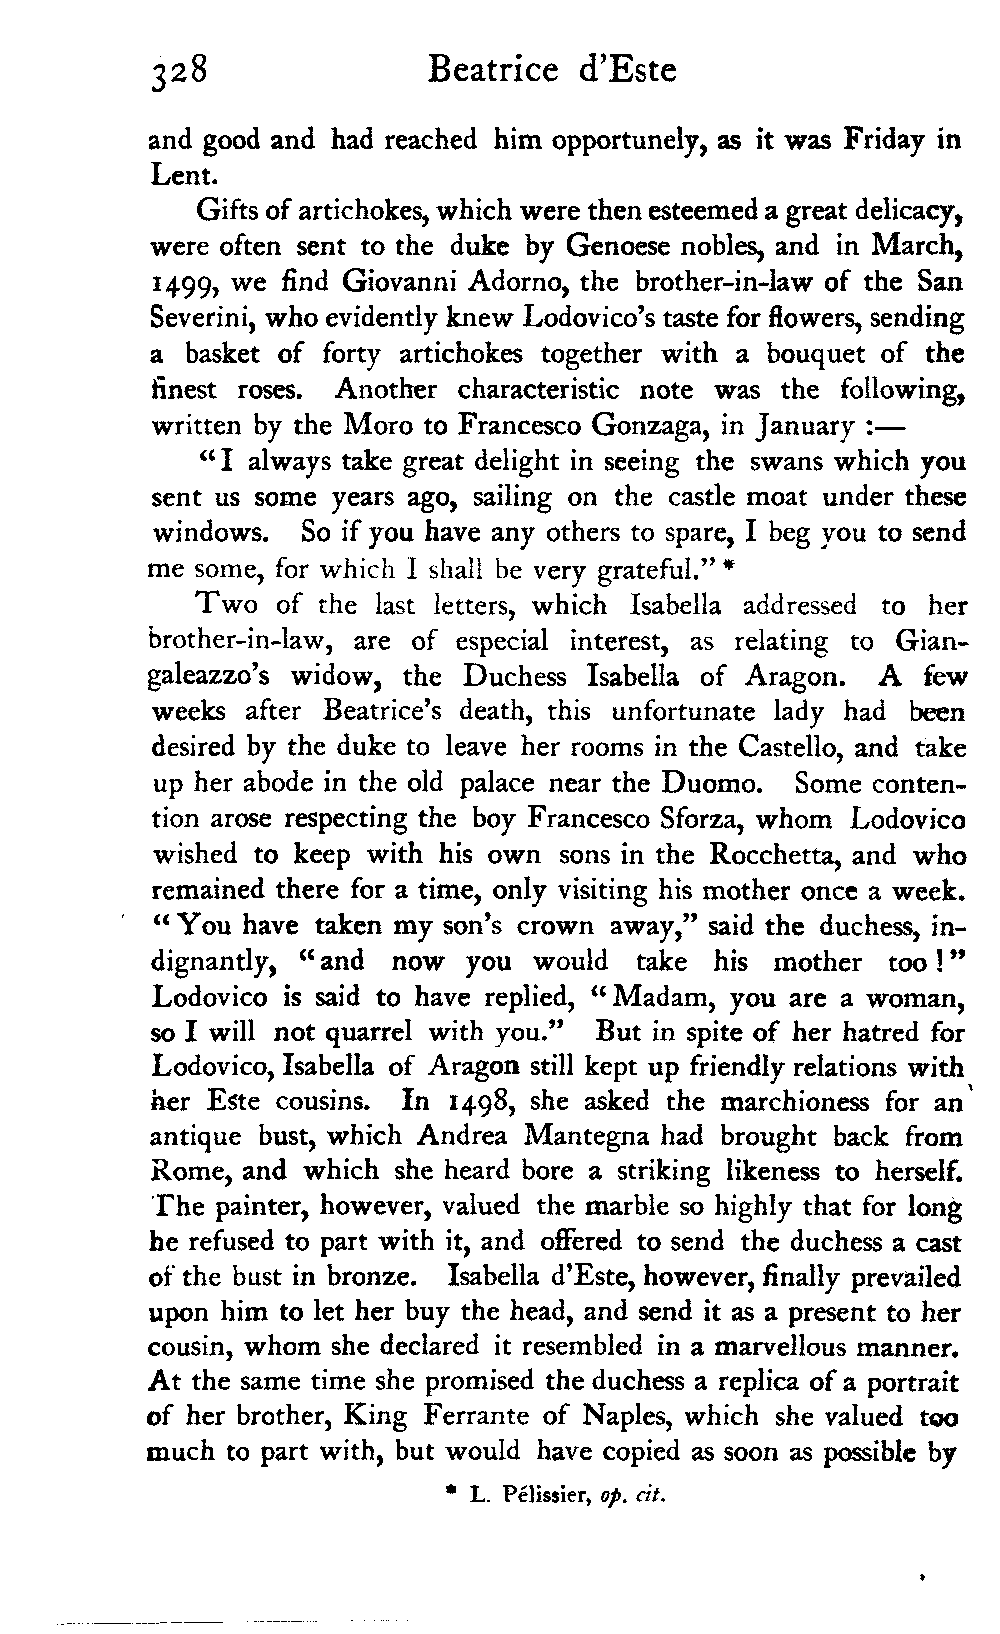 328 Beatrice d'Este
and good and had reached him opportunely, as it was Friday in
Lent.
Gifts of artichokes, which were then esteemed a great delicacy,
were often sent to the duke by Genoese nobles, and in March,
1499, we find Giovanni Adorno, the brother-in-law of the San
Severini, who evidently knew Lodovico's taste for flowers, sending
a basket of forty artichokes together with a bouquet of the
finest roses. Another characteristic note was the following,
written by the Moro to Francesco Gonzaga, in January :—
"I always take great delight in seeing the swans which you
sent us some years ago, sailing on the castle moat under these
windows. So if you have any others to spare, I beg you to send
me some, for which I shall be very grateful." *
Two of the last letters, which Isabella addressed to her
brother-in-law, are of especial interest, as relating to Gian-
galeazzo's widow, the Duchess Isabella of Aragon. A few
weeks after Beatrice's death, this unfortunate lady had been
desired by the duke to leave her rooms in the Castello, and take
up her abode in the old palace near the Duomo. Some conten-
tion arose respecting the boy Francesco Sforza, whom Lodovico
wished to keep with his own sons in the Rocchetta, and who
remained there for a time, only visiting his mother once a week.
"You have taken my son's crown away," said the duchess, in-
dignantly, "and now you would take his mother too!"
Lodovico is said to have replied, "Madam, you are a woman,
so I will not quarrel with you." But in spite of her hatred for
Lodovico, Isabella of Aragon still kept up friendly relations with
her Este cousins. In 1498, she asked the marchioness for an
antique bust, which Andrea Mantegna had brought back from
Rome, and which she heard bore a striking likeness to herself.
The painter, however, valued the marble so highly that for long
he refused to part with it, and offered to send the duchess a cast
of the bust in bronze. Isabella d'Este, however, finally prevailed
upon him to let her buy the head, and send it as a present to her
cousin, whom she declared it resembled in a marvellous manner.
At the same time she promised the duchess a replica of a portrait
of her brother, King Ferrante of Naples, which she valued too
much to part with, but would have copied as soon as possible by
* L. Pélissier, op. cit.